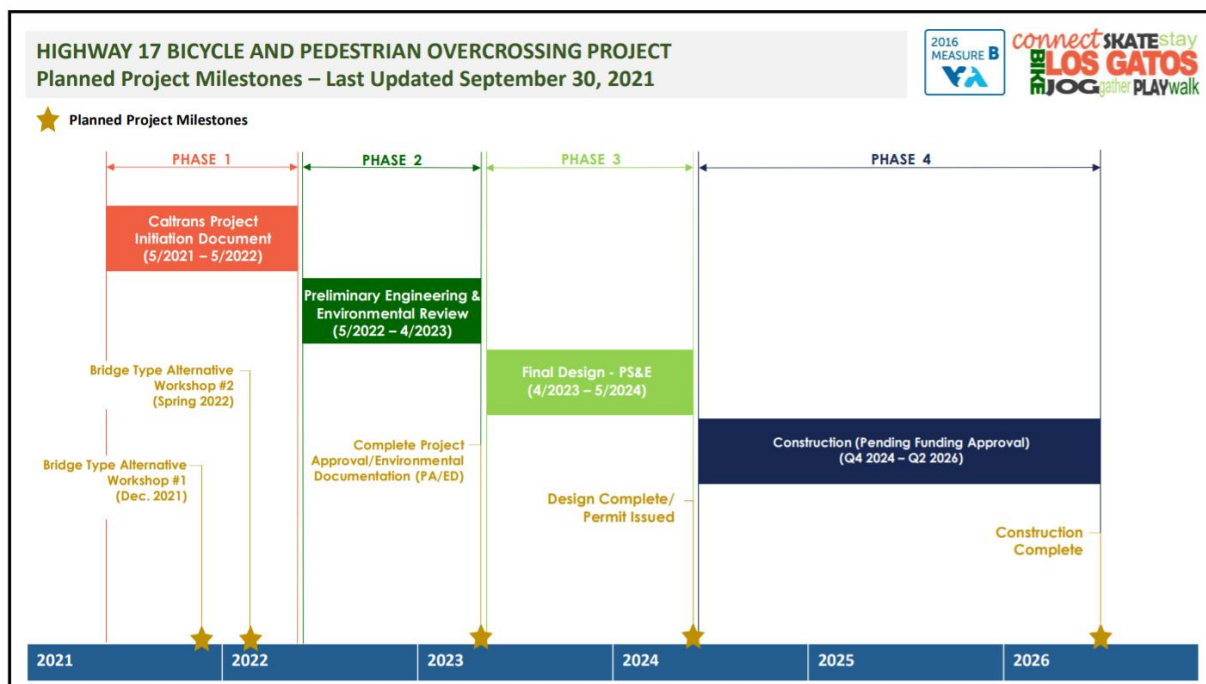 HIGHWAY 17 BICYCLE AND PEDESTRIAN OVERCROSSING PROJECT
Planned Project Milestones – Last Updated September 30, 2021
2016
MEASURE B
VTA
connect SKATE stay
BIKE LOS GATOS
JOG gather PLAY walk
Planned Project Milestones
PHASE 1
PHASE 2
PHASE 3
PHASE 4
Caltrans Project
Initiation Document
(5/2021 – 5/2022)
Preliminary Engineering &
Environmental Review
(5/2022 – 4/2023)
Final Design - PS&E
(4/2023 – 5/2024)
Construction (Pending Funding Approval)
(Q4 2024 – Q2 2026)
Bridge Type Alternative
Workshop #2
(Spring 2022)
Bridge Type Alternative
Workshop #1
(Dec. 2021)
Complete Project
Approval/Environmental
Documentation (PA/ED)
Design Complete/
Permit Issued
Construction
Complete
2021
2022
2023
2024
2025
2026